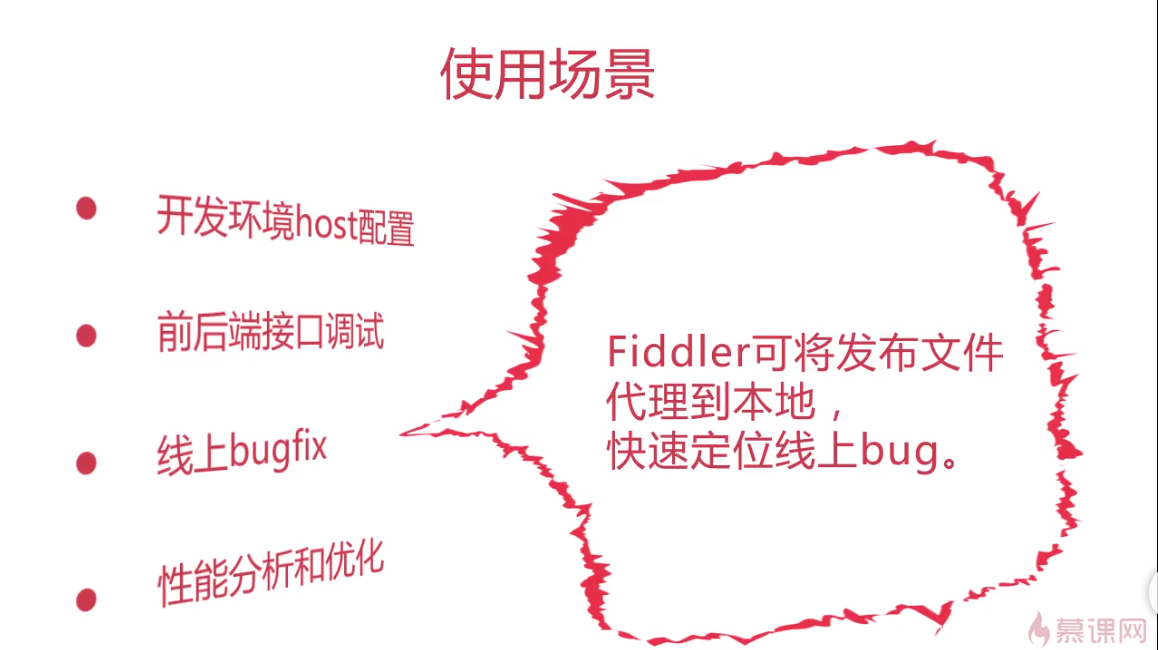 使用场景
开发环境host配置
前后端接口调试
线上bugfix
性能分析和优化
Fiddler可将发布文件
代理到本地，
快速定位线上bug。
慕课网